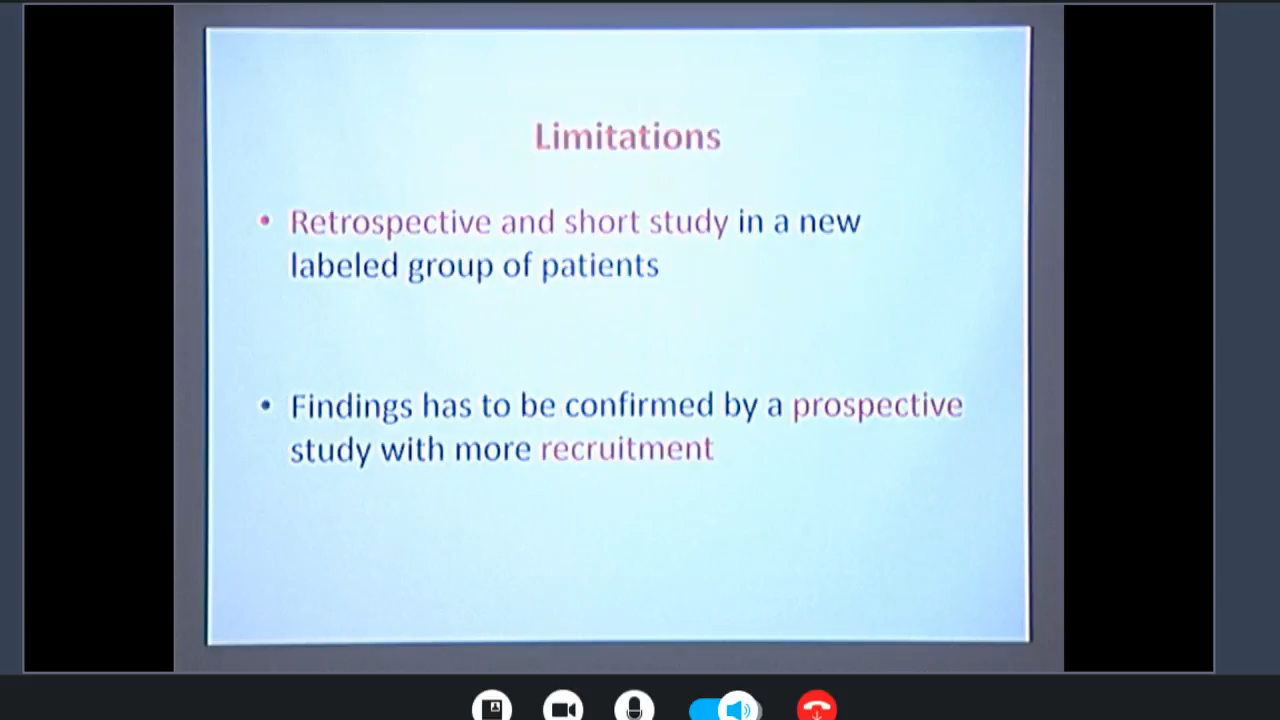 Limitations
• Retrospective and short study in a new
labeled group of patients
• Findings has to be confirmed by a prospective
study with more recruitment